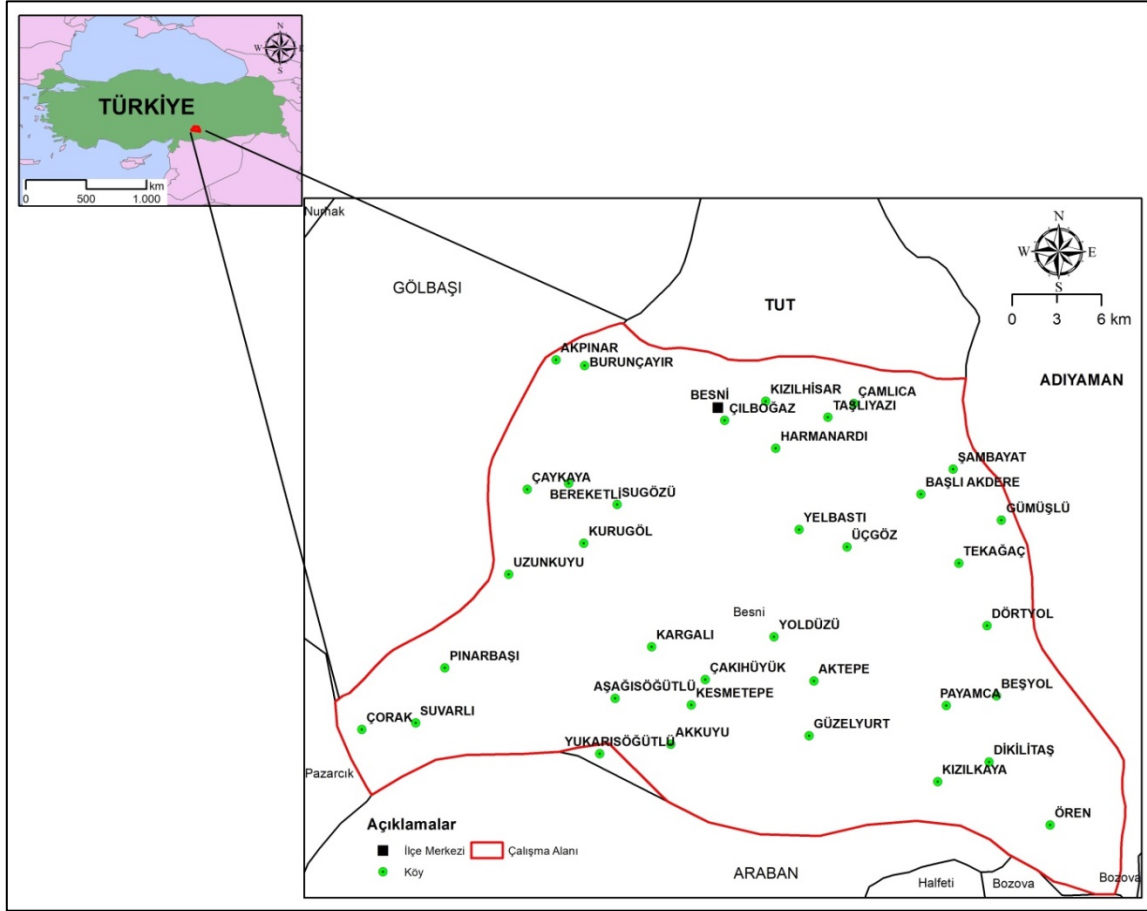 N
W E
S
TÜRKİYE
km
0 500 1.000
Nurhak
N
W E
S
GÖLBAŞI
TUT
0 3 6 km
AKPINAR
BURUNÇAYIR
ADIYAMAN
BESNİ
KIZILHİSAR
ÇAMLICA
ÇILBOĞAZ
TAŞLIYAZI
HARMANARDI
ŞAMBAYAT
ÇAYKAYA
BAŞLI AKDERE
BEREKETLİ
SUGÖZÜ
GÜMÜŞLÜ
YELBASTI
KURUGÖL
ÜÇGÖZ
TEKAĞAÇ
UZUNKUYU
Besni
DÖRTYOL
YOLDÜZÜ
KARGALI
PINARBAŞI
ÇAKIHÜYÜK
AKTEPE
AŞAĞISÖĞÜTLÜ
KESMETEPE
PAYAMCA
BEŞYOL
ÇORAK
SUVARLI
GÜZELYURT
YUKARISÖĞÜTLÜ
AKKUYU
DİKİLİTAŞ
Pazarcık
KIZILKAYA
ÖREN
Açıklamalar
İlçe Merkezi
Çalışma Alanı
Köy
ARABAN
Halfeti
Bozova
Bozova